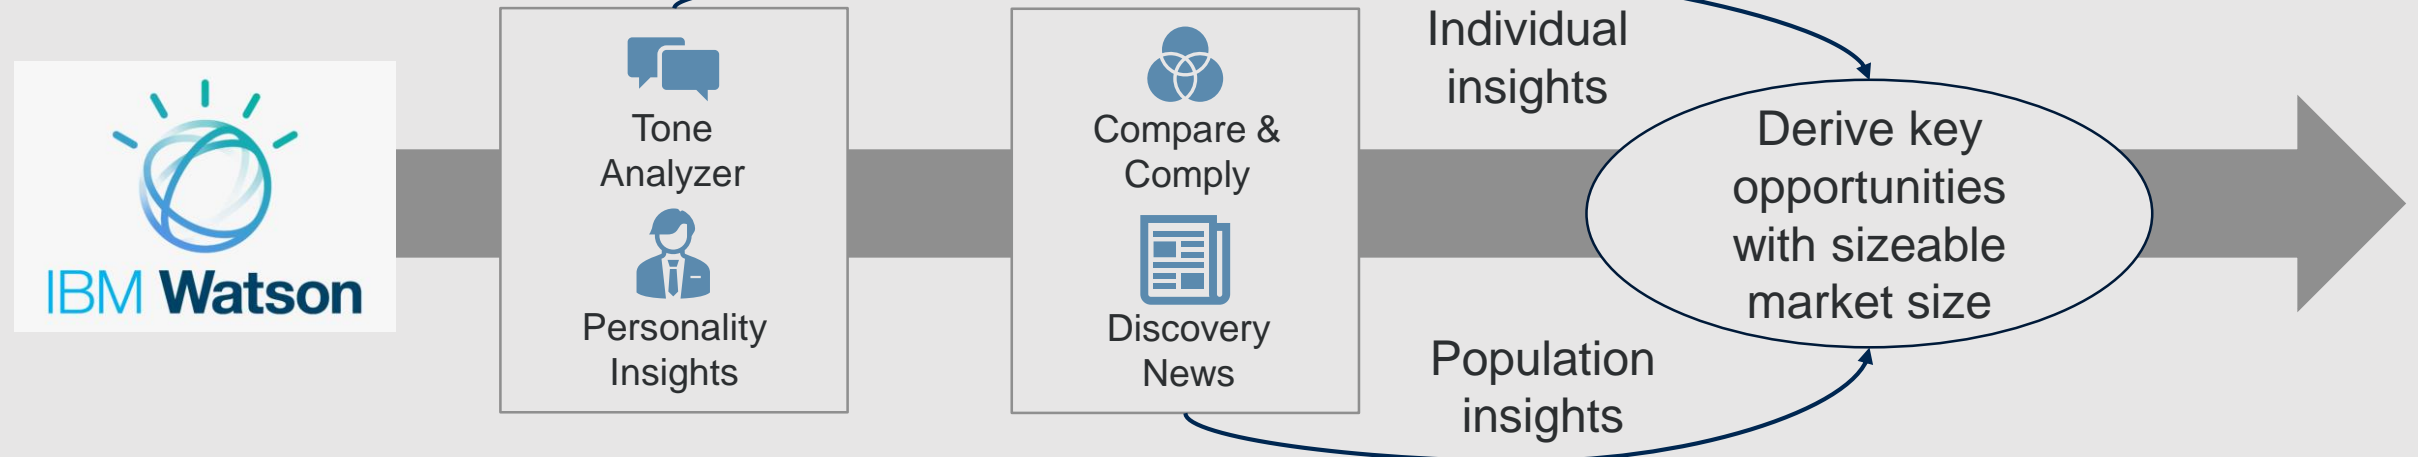 IBM Watson
Tone
Analyzer
Personality
Insights
Compare &
Comply
Discovery
News
Individual
insights
Population
insights
Derive key
opportunities
with sizeable
market size